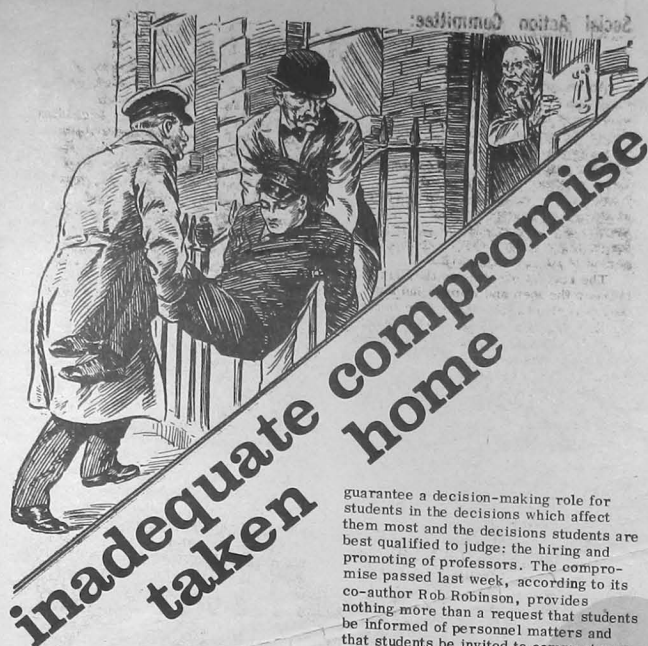 Social Action Committee:
inadequate compromise
taken home
guarantee a decision-making role for
students in the decisions which affect
them most and the decisions students are
best qualified to judge: the hiring and
promoting of professors. The compro-
mise passed last week, according to its
co-author Rob Robinson, provides
nothing more than a request that students
be informed of personnel matters and
that students be invited to